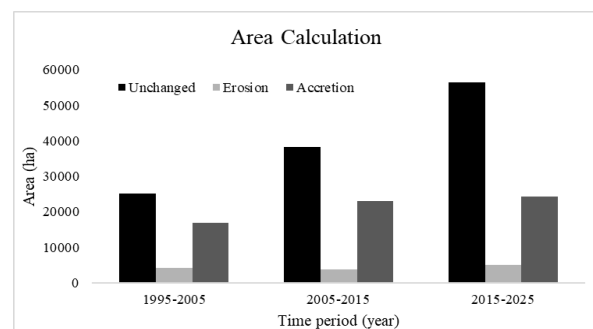 Area Calculation
60000
50000
40000
30000
20000
10000
0
Area (ha)
Unchanged Erosion Accretion
1995-2005 2005-2015 2015-2025
Time period (year)